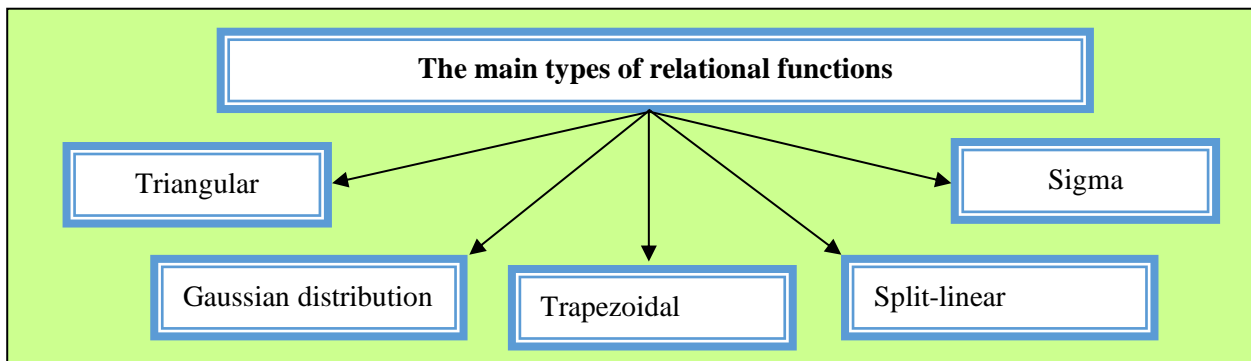 The main types of relational functions
Triangular
Sigma
Gaussian distribution
Trapezoidal
Split-linear